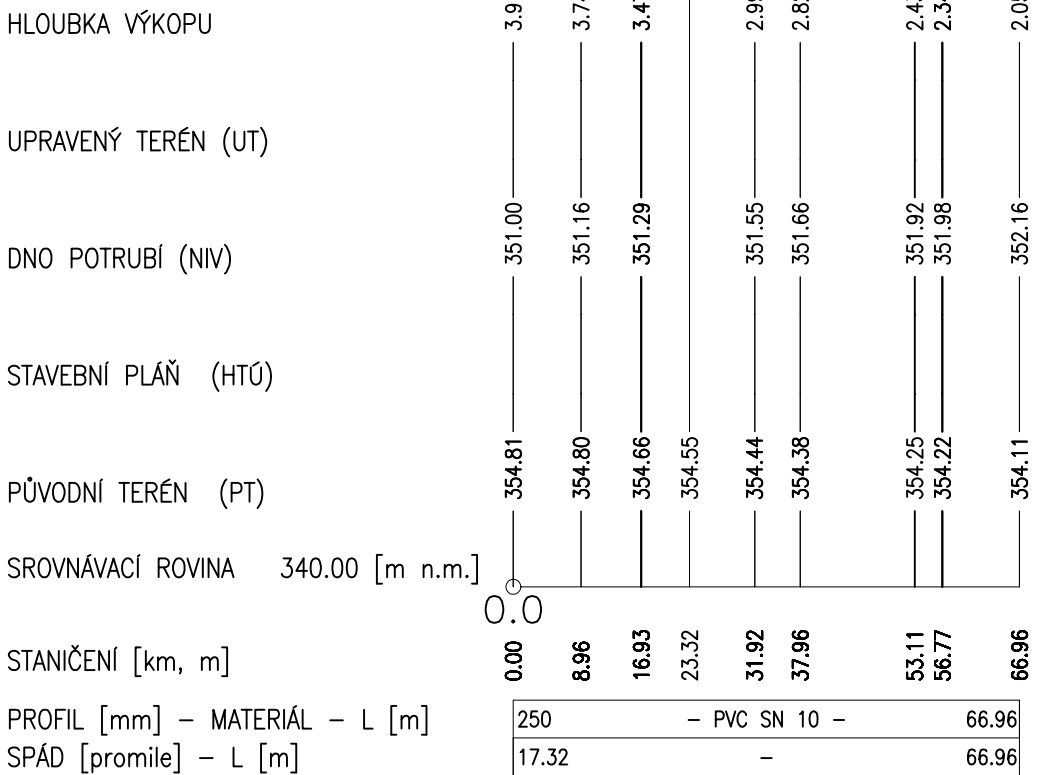 HLOUBKA VÝKOPU
UPRAVENÝ TERÉN (UT)
DNO POTRUBÍ (NIV) 351.00 351.16 351.29 351.55 351.66 351.92 351.98 352.16
STAVEBNÍ PLÁŇ (HTÚ)
PŮVODNÍ TERÉN (PT) 354.81 354.80 354.66 354.55 354.44 354.38 354.25 354.22 354.11
SROVNÁVACÍ ROVINA 340.00 [m n.m.]
0.0
STANIČENÍ [km, m] 0.00 8.96 16.93 23.32 31.92 37.96 53.11 56.77 66.96
PROFIL [mm] – MATERIÁL – L [m] 250 – PVC SN 10 – 66.96
SPÁD [promile] – L [m] 17.32 – 66.96